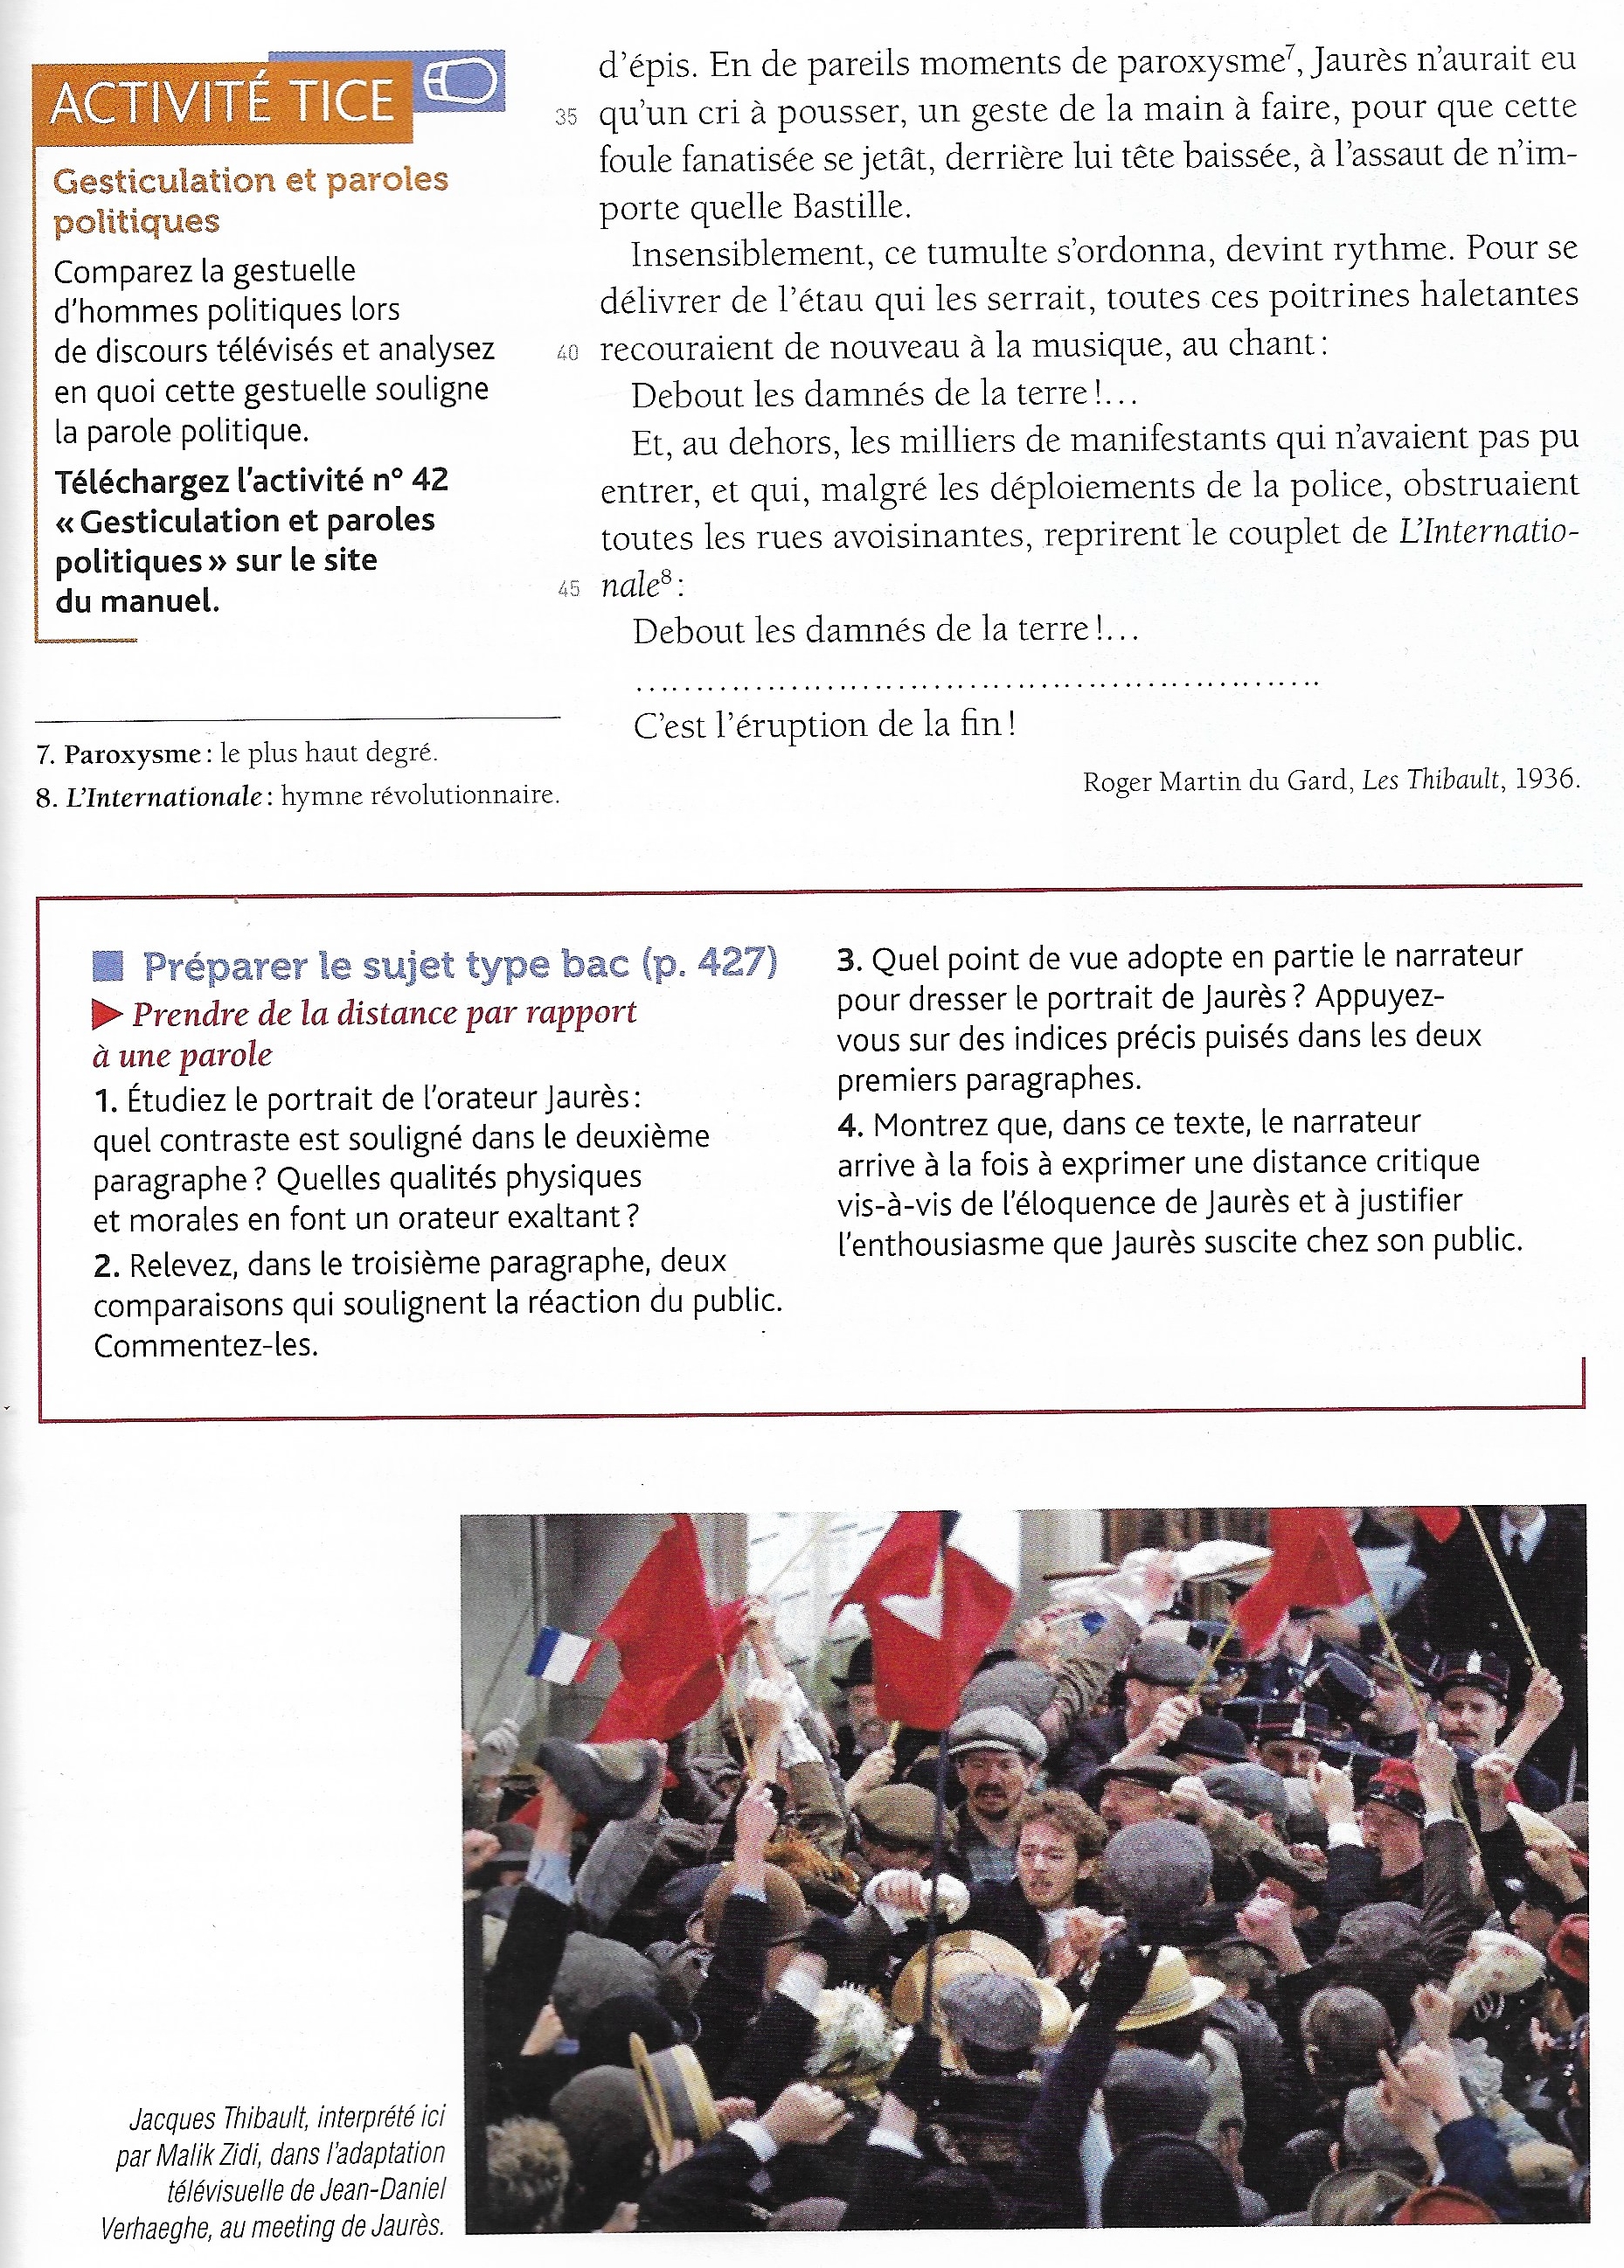 ACTIVITÉ TICE
Gesticulation et paroles
politiques
Comparez la gestuelle
d'hommes politiques lors
de discours télévisés et analysez
en quoi cette gestuelle souligne
la parole politique.
Téléchargez l'activité n° 42
« Gesticulation et paroles
politiques » sur le site
du manuel.
7. Paroxysme : le plus haut degré.
8. L'Internationale : hymne révolutionnaire.
d'épis. En de pareils moments de paroxysme⁷, Jaurès n'aurait eu
35 qu'un cri à pousser, un geste de la main à faire, pour que cette
foule fanatisée se jetât, derrière lui tête baissée, à l'assaut de n'im-
porte quelle Bastille.
Insensiblement, ce tumulte s'ordonna, devint rythme. Pour se
délivrer de l'étau qui les serrait, toutes ces poitrines haletantes
40 recouraient de nouveau à la musique, au chant :
Debout les damnés de la terre !...
Et, au dehors, les milliers de manifestants qui n'avaient pas pu
entrer, et qui, malgré les déploiements de la police, obstruaient
toutes les rues avoisinantes, reprirent le couplet de L'Internatio-
45 nale⁸ :
Debout les damnés de la terre !...
..........................................................
C'est l'éruption de la fin !
Roger Martin du Gard, Les Thibault, 1936.
Préparer le sujet type bac (p. 427)
Prendre de la distance par rapport
à une parole
1. Étudiez le portrait de l'orateur Jaurès :
quel contraste est souligné dans le deuxième
paragraphe ? Quelles qualités physiques
et morales en font un orateur exaltant ?
2. Relevez, dans le troisième paragraphe, deux
comparaisons qui soulignent la réaction du public.
Commentez-les.
3. Quel point de vue adopte en partie le narrateur
pour dresser le portrait de Jaurès ? Appuyez-
vous sur des indices précis puisés dans les deux
premiers paragraphes.
4. Montrez que, dans ce texte, le narrateur
arrive à la fois à exprimer une distance critique
vis-à-vis de l'éloquence de Jaurès et à justifier
l'enthousiasme que Jaurès suscite chez son public.
Jacques Thibault, interprété ici
par Malik Zidi, dans l'adaptation
télévisuelle de Jean-Daniel
Verhaeghe, au meeting de Jaurès.